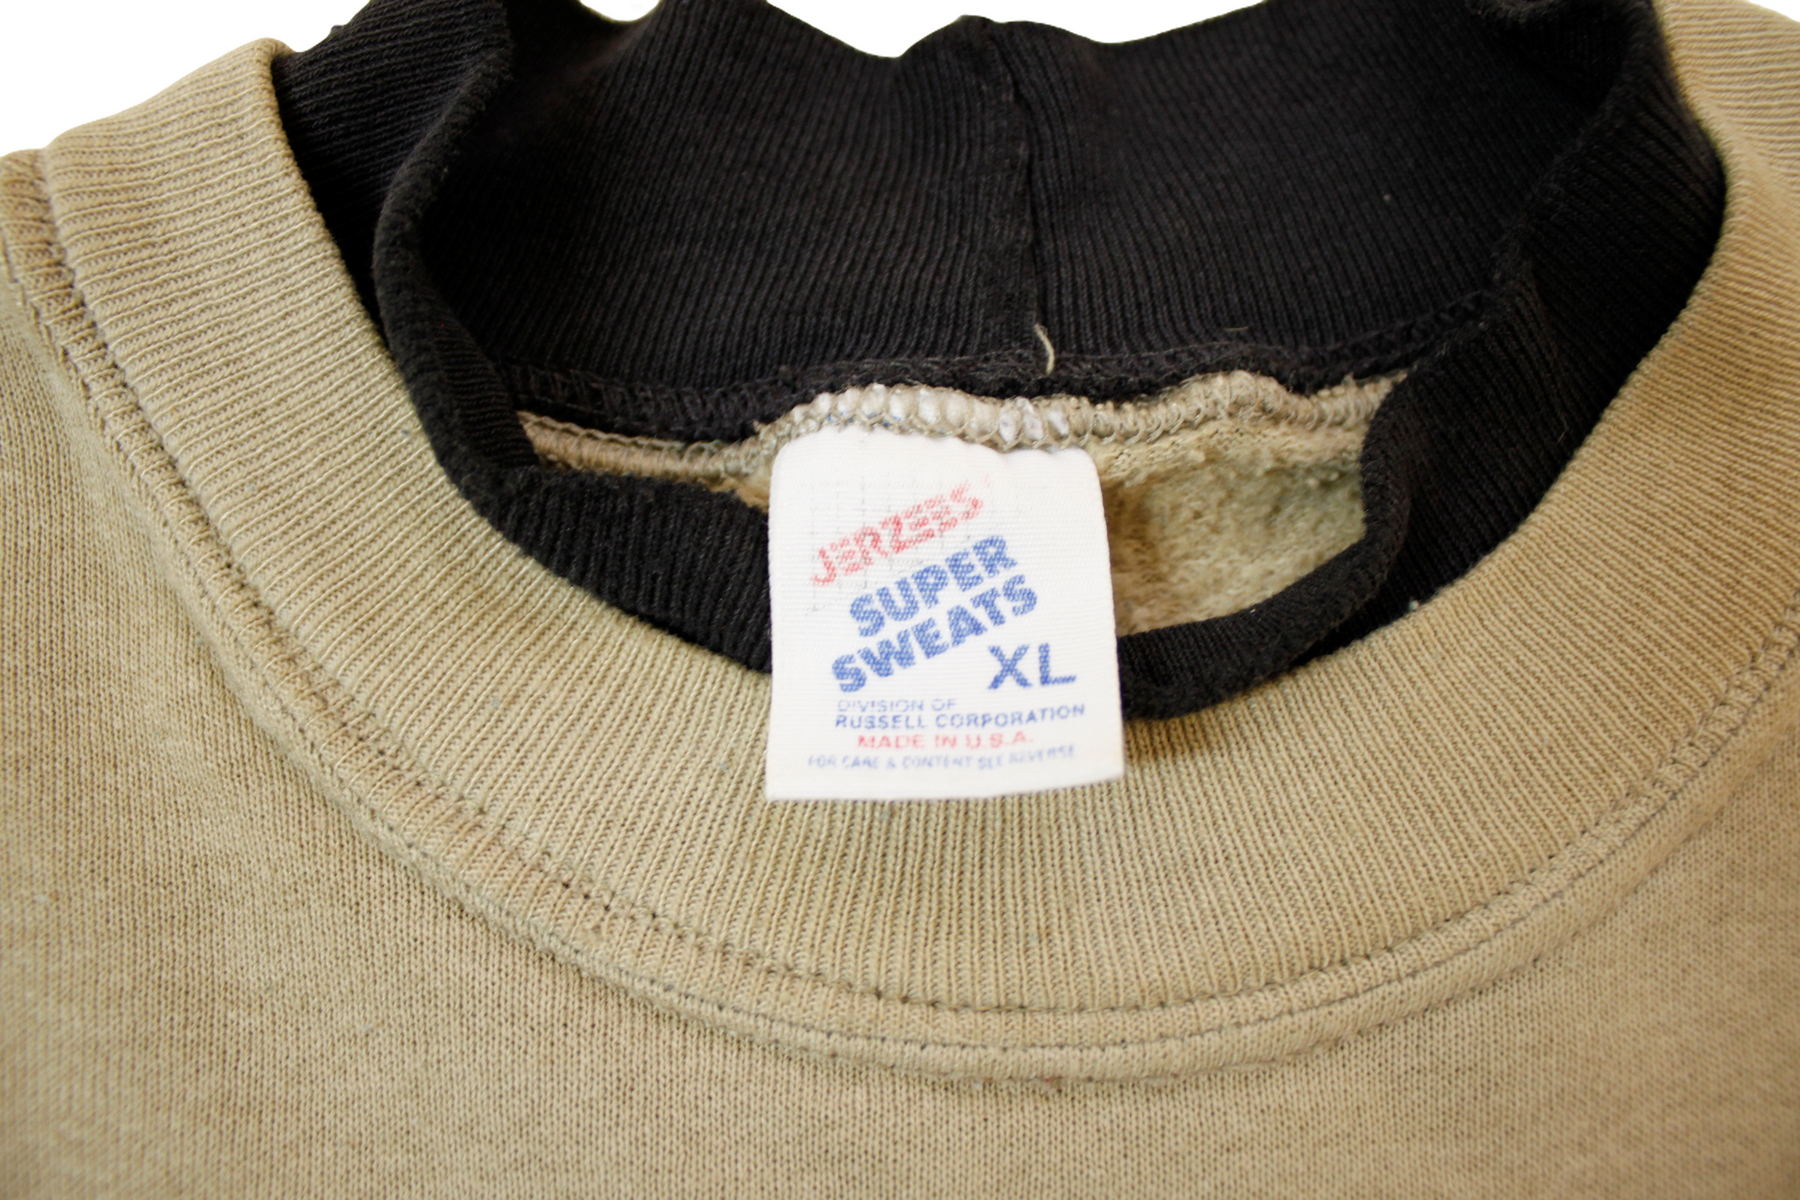 JERZEES
SUPER
SWEATS
XL
DIVISION OF
RUSSELL CORPORATION
MADE IN U.S.A.
FOR CARE & CONTENT SEE REVERSE